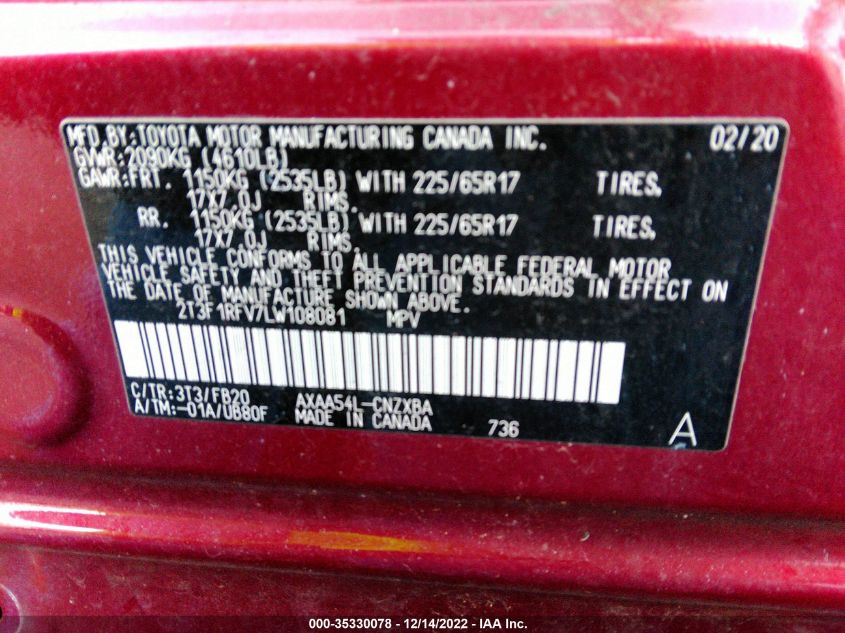 MFD.BY:TOYOTA MOTOR MANUFACTURING CANADA INC. 02/20
GVWR:2090KG (4610LB)
GAWR:FRT. 1150KG (2535LB) WITH 225/65R17 TIRES,
17X7.0J RIMS,
RR. 1150KG (2535LB) WITH 225/65R17 TIRES,
17X7.0J RIMS.
THIS VEHICLE CONFORMS TO ALL APPLICABLE FEDERAL MOTOR
VEHICLE SAFETY AND THEFT PREVENTION STANDARDS IN EFFECT ON
THE DATE OF MANUFACTURE SHOWN ABOVE.
2T3F1RFV7LW108081 MPV
C/TR:3T3/FB20 AXAA54L-CNZXBA
A/TM:-01A/UB80F MADE IN CANADA 736 A
000-35330078 - 12/14/2022 - IAA Inc.